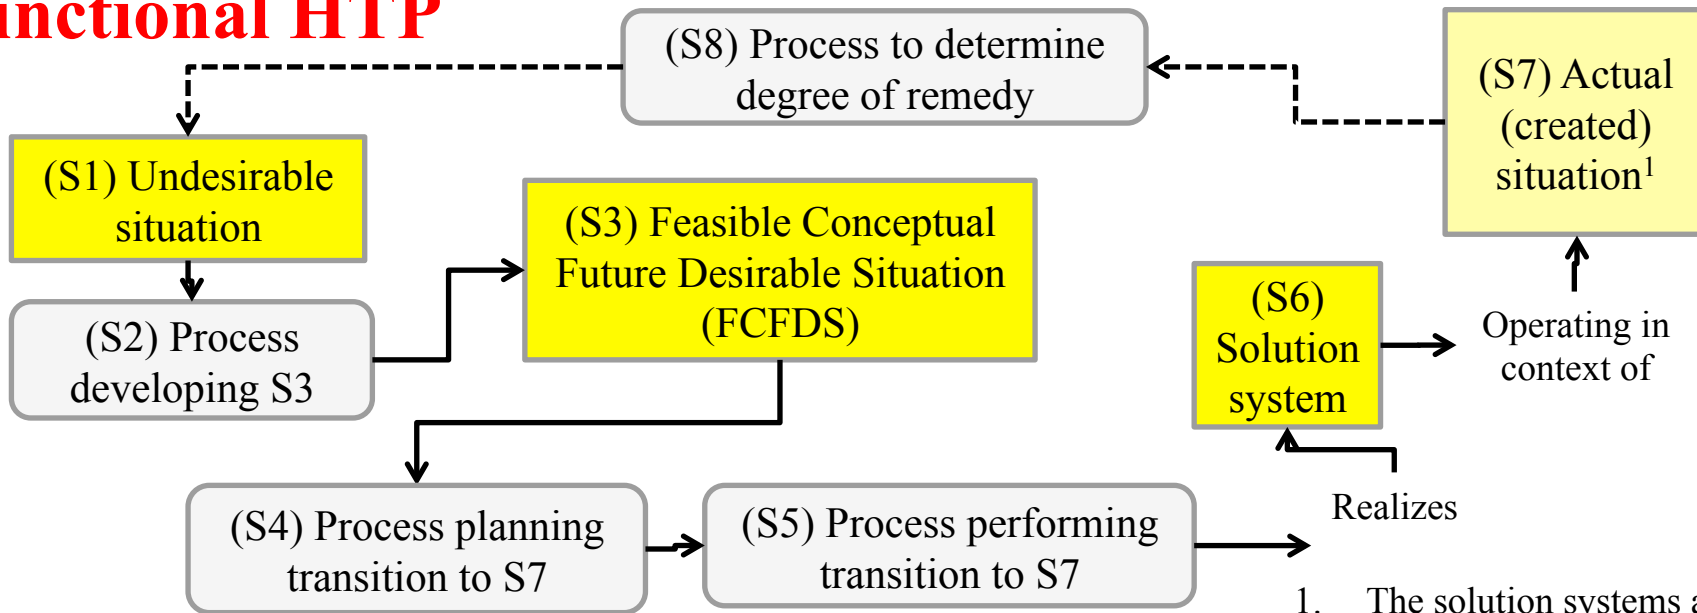 unctional HTP
(S8) Process to determine
degree of remedy
(S7) Actual
(created)
situation¹
(S1) Undesirable
situation
(S3) Feasible Conceptual
Future Desirable Situation
(FCFDS)
(S2) Process
developing S3
(S6)
Solution
system
Operating in
context of
Realizes
(S4) Process planning
transition to S7
(S5) Process performing
transition to S7
1. The solution systems a